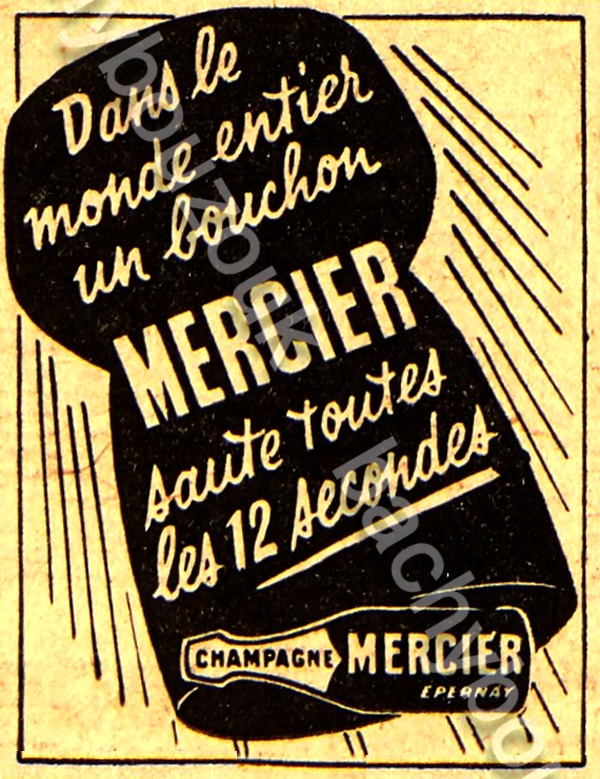 Dans le
monde entier
un bouchon
MERCIER
saute toutes
les 12 secondes
CHAMPAGNE MERCIER
EPERNAY